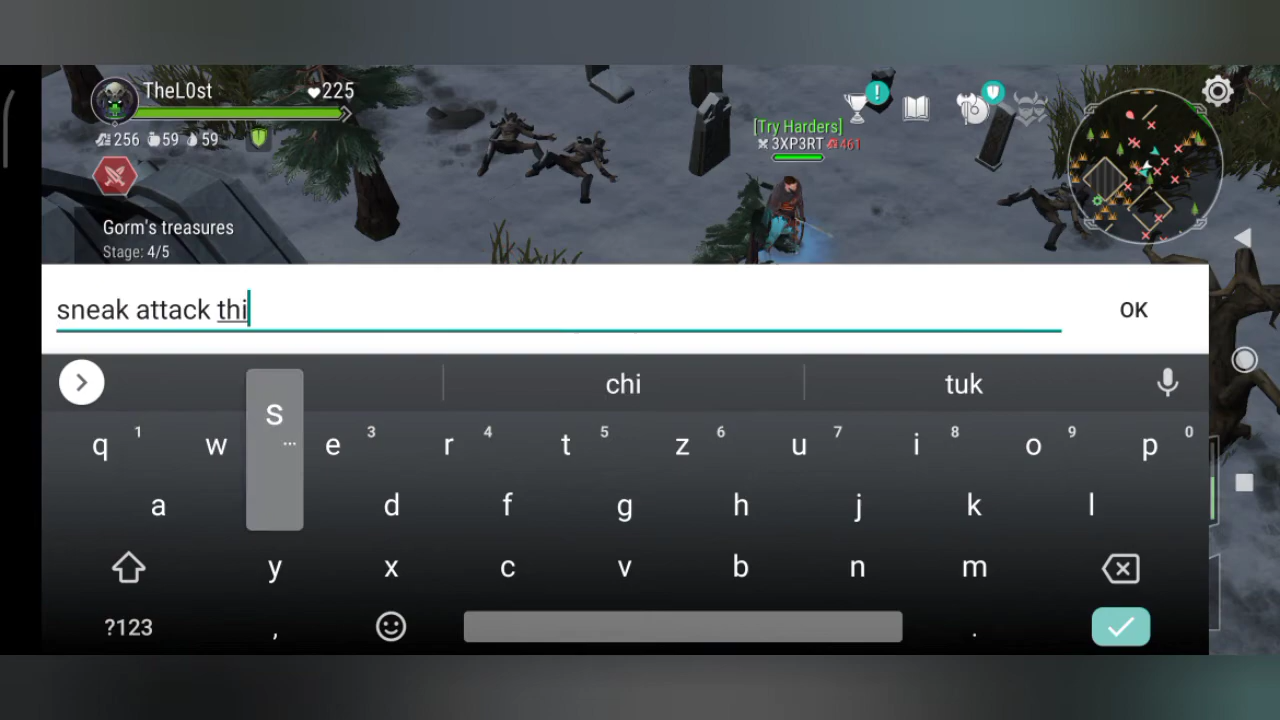 TheL0st
225
256 59 59
[Try Harders]
3XP3RT 461
Gorm's treasures
Stage: 4/5
sneak attack thi
OK
chi tuk
s
q 1 w e 3 r 4 t 5 z 6 u 7 i 8 o 9 p 0
a d f g h j k l
y x c v b n m
?123 , .